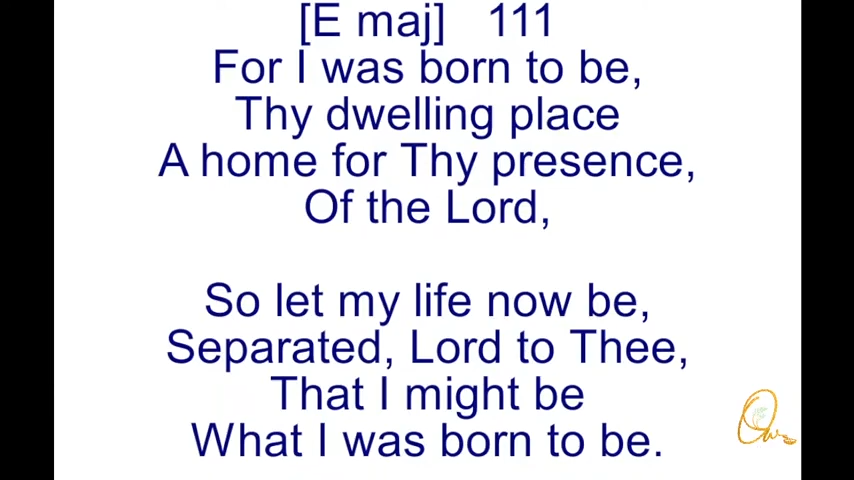 [E maj] 111
For I was born to be,
Thy dwelling place
A home for Thy presence,
Of the Lord,
So let my life now be,
Separated, Lord to Thee,
That I might be
What I was born to be.